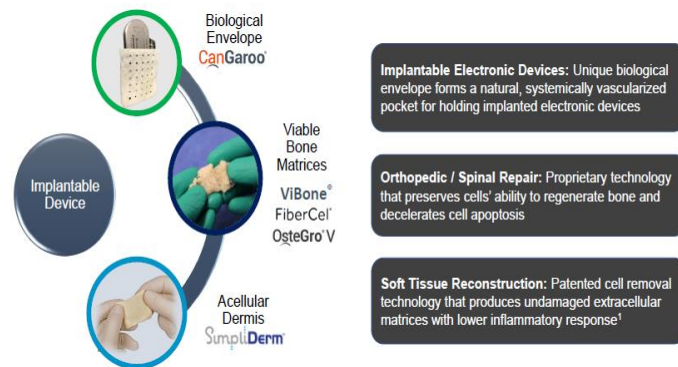 Biological
Envelope
CanGaroo®
Implantable
Device
Viable
Bone
Matrices
ViBone®
FiberCel®
OsteGro® V
Acellular
Dermis
SimpliDerm™
Implantable Electronic Devices: Unique biological
envelope forms a natural, systemically vascularized
pocket for holding implanted electronic devices
Orthopedic / Spinal Repair: Proprietary technology
that preserves cells' ability to regenerate bone and
decelerates cell apoptosis
Soft Tissue Reconstruction: Patented cell removal
technology that produces undamaged extracellular
matrices with lower inflammatory response¹